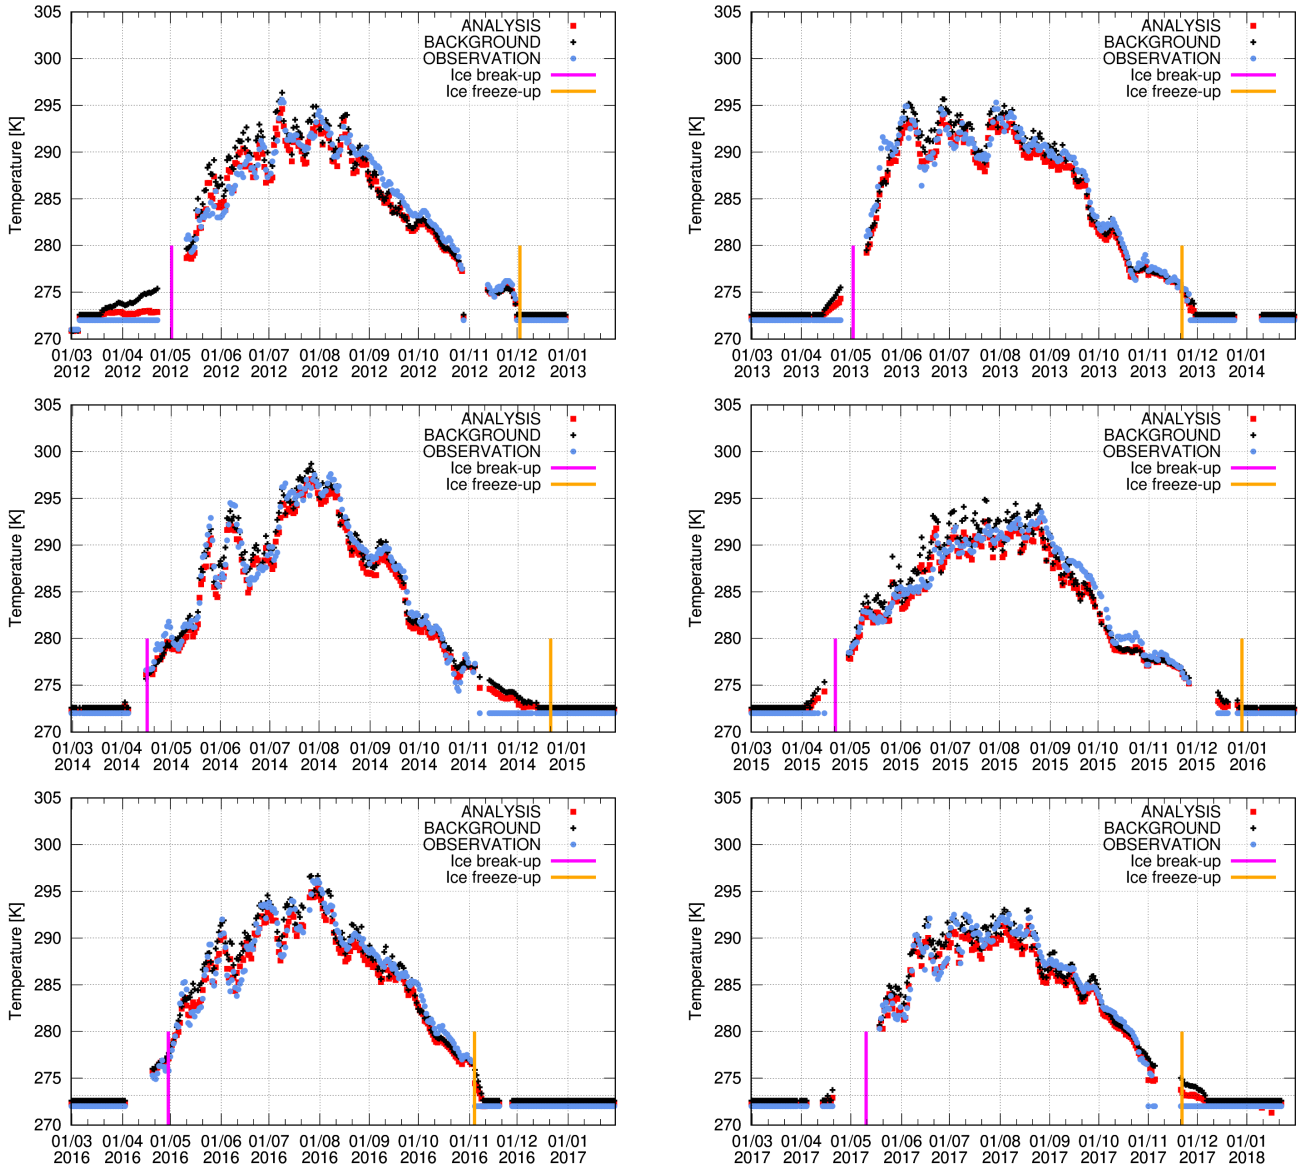 305
300
295
290
285
280
275
270
Temperature [K]
ANALYSIS
BACKGROUND
OBSERVATION
Ice break-up
Ice freeze-up
01/03 01/04 01/05 01/06 01/07 01/08 01/09 01/10 01/11 01/12 01/01
2012 2012 2012 2012 2012 2012 2012 2012 2012 2012 2013
305
300
295
290
285
280
275
270
Temperature [K]
ANALYSIS
BACKGROUND
OBSERVATION
Ice break-up
Ice freeze-up
01/03 01/04 01/05 01/06 01/07 01/08 01/09 01/10 01/11 01/12 01/01
2013 2013 2013 2013 2013 2013 2013 2013 2013 2013 2014
305
300
295
290
285
280
275
270
Temperature [K]
ANALYSIS
BACKGROUND
OBSERVATION
Ice break-up
Ice freeze-up
01/03 01/04 01/05 01/06 01/07 01/08 01/09 01/10 01/11 01/12 01/01
2014 2014 2014 2014 2014 2014 2014 2014 2014 2014 2015
305
300
295
290
285
280
275
270
Temperature [K]
ANALYSIS
BACKGROUND
OBSERVATION
Ice break-up
Ice freeze-up
01/03 01/04 01/05 01/06 01/07 01/08 01/09 01/10 01/11 01/12 01/01
2015 2015 2015 2015 2015 2015 2015 2015 2015 2015 2016
305
300
295
290
285
280
275
270
Temperature [K]
ANALYSIS
BACKGROUND
OBSERVATION
Ice break-up
Ice freeze-up
01/03 01/04 01/05 01/06 01/07 01/08 01/09 01/10 01/11 01/12 01/01
2016 2016 2016 2016 2016 2016 2016 2016 2016 2016 2017
305
300
295
290
285
280
275
270
Temperature [K]
ANALYSIS
BACKGROUND
OBSERVATION
Ice break-up
Ice freeze-up
01/03 01/04 01/05 01/06 01/07 01/08 01/09 01/10 01/11 01/12 01/01
2017 2017 2017 2017 2017 2017 2017 2017 2017 2017 2018